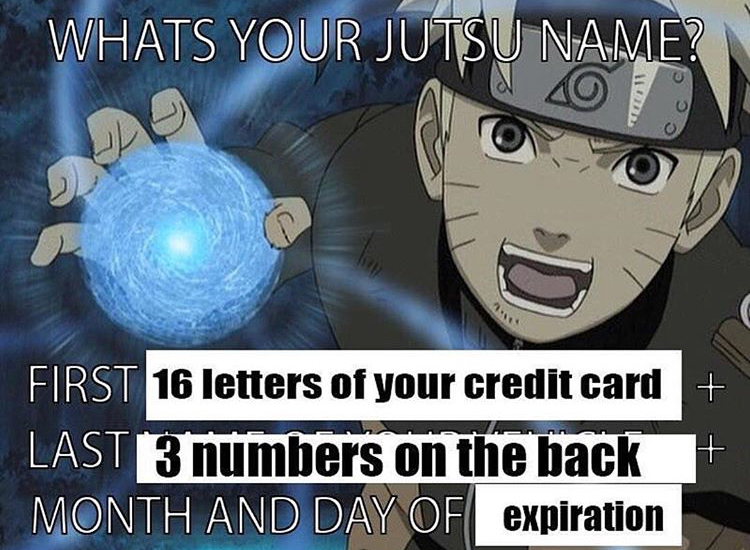 WHATS YOUR JUTSU NAME?
FIRST 16 letters of your credit card +
LAST 3 numbers on the back +
MONTH AND DAY OF expiration